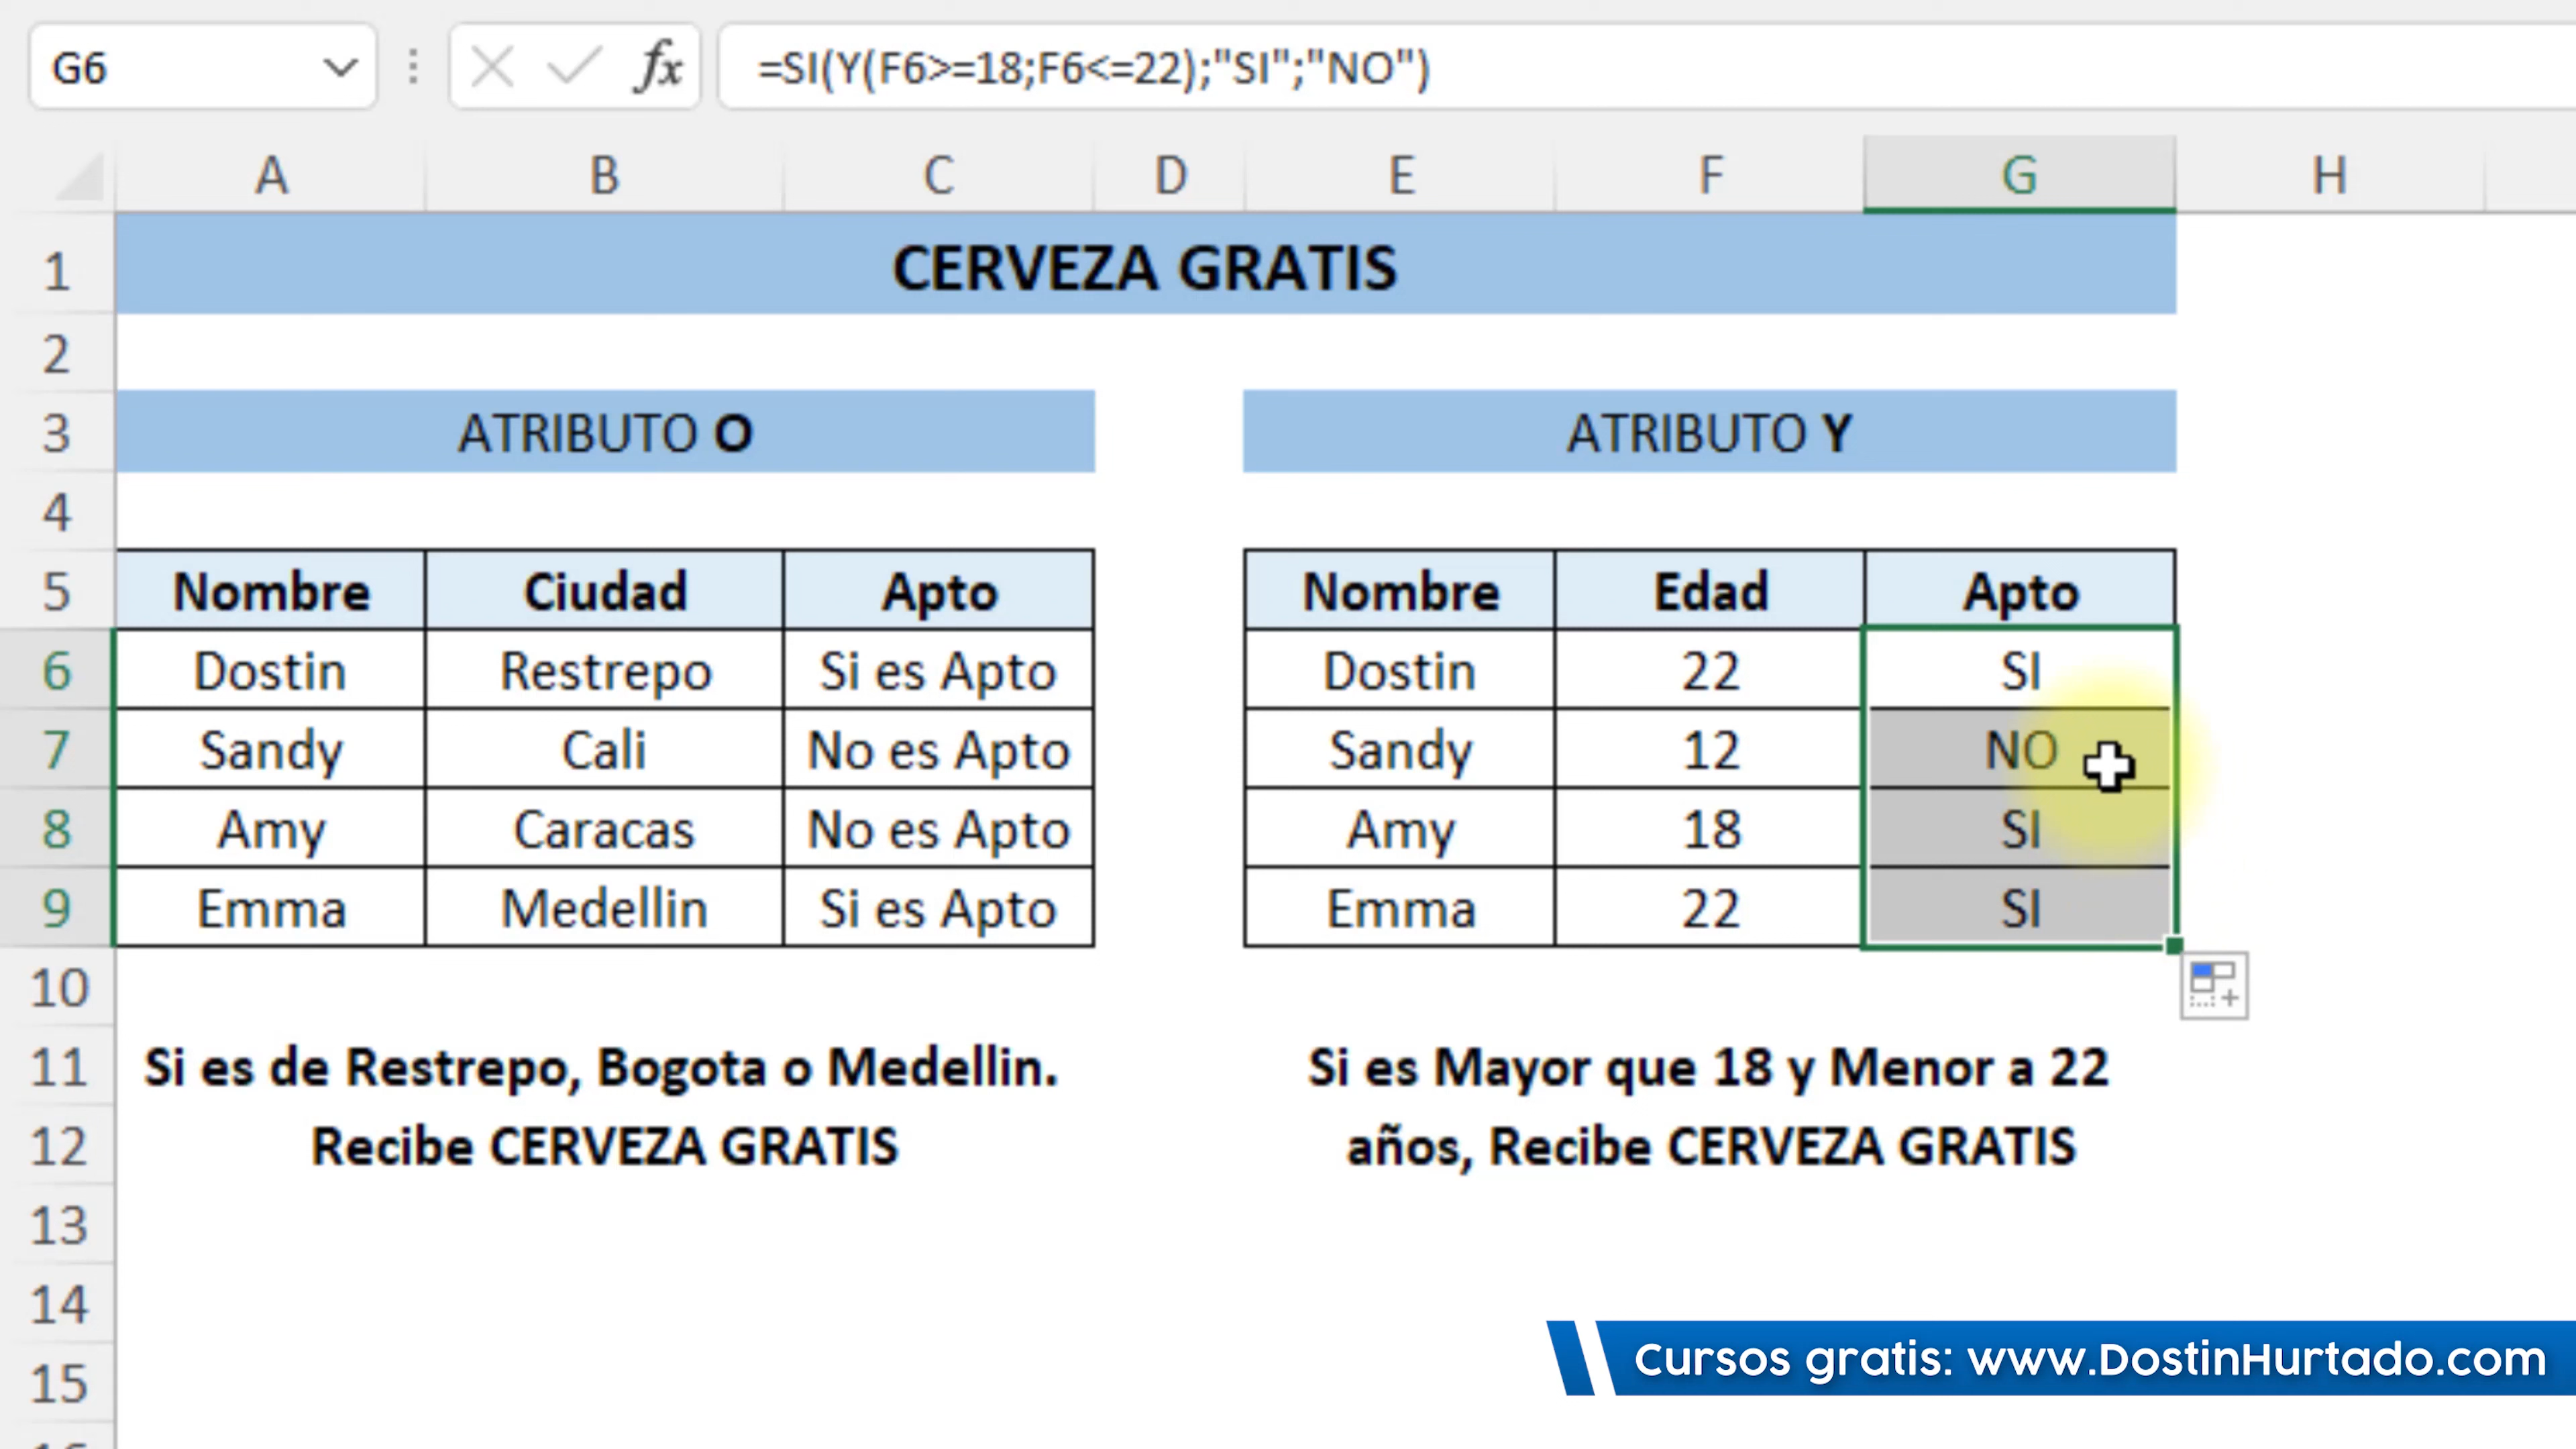 G6 fx =SI(Y(F6>=18;F6<=22);"SI";"NO")
A B C D E F G H
1 CERVEZA GRATIS
2
3 ATRIBUTO O ATRIBUTO Y
4
5 Nombre Ciudad Apto Nombre Edad Apto
6 Dostin Restrepo Si es Apto Dostin 22 SI
7 Sandy Cali No es Apto Sandy 12 NO
8 Amy Caracas No es Apto Amy 18 SI
9 Emma Medellin Si es Apto Emma 22 SI
10
11 Si es de Restrepo, Bogota o Medellin. Si es Mayor que 18 y Menor a 22
12 Recibe CERVEZA GRATIS años, Recibe CERVEZA GRATIS
13
14
15
Cursos gratis: www.DostinHurtado.com